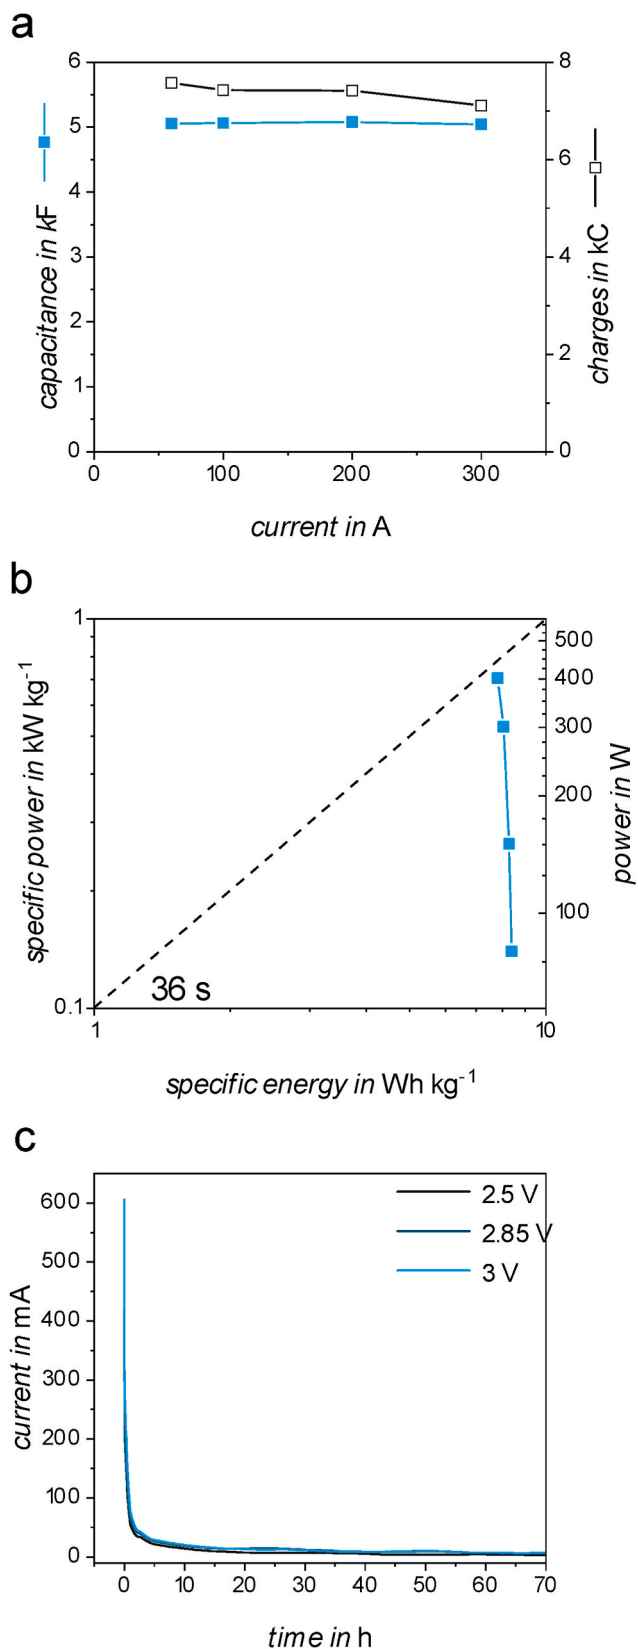 a
6
5
4
3
2
1
0
capacitance in kF
8
6
4
2
0
charges in kC
0
100
200
300
current in A
b
1
0.1
specific power in kW kg⁻¹
500
400
300
200
100
power in W
36 s
1
10
specific energy in Wh kg⁻¹
c
600
500
400
300
200
100
0
current in mA
2.5 V
2.85 V
3 V
0
10
20
30
40
50
60
70
time in h